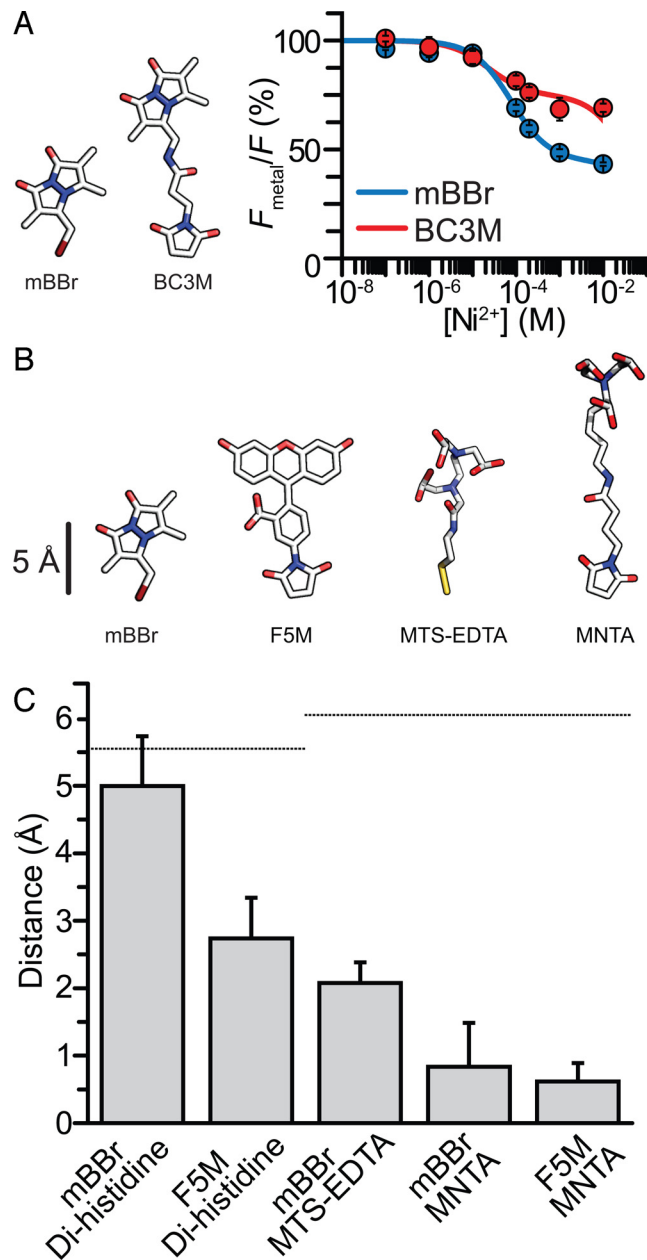 A
mBBr
BC3M
F_metal/F (%)
100
50
0
mBBr
BC3M
10⁻⁸
10⁻⁶
10⁻⁴
10⁻²
[Ni²⁺] (M)
B
5 Å
mBBr
F5M
MTS-EDTA
MNTA
C
Distance (Å)
6
5
4
3
2
1
0
mBBr
Di-histidine
F5M
Di-histidine
mBBr
MTS-EDTA
mBBr
MNTA
F5M
MNTA